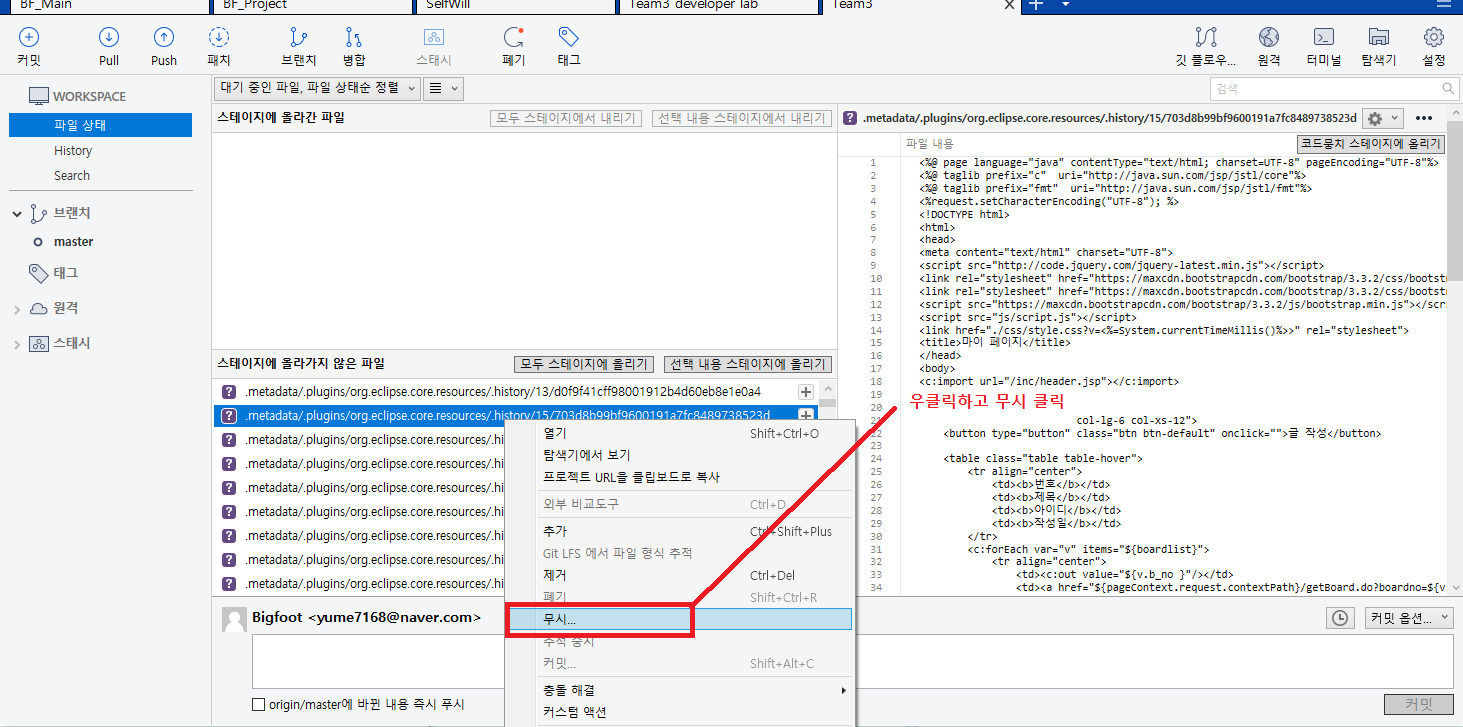 BF_Main
BF_Project
SelfWill
Team3 developer lab
Team3
커밋
Pull
Push
패치
브랜치
병합
스태시
폐기
태그
깃 플로우...
원격
터미널
탐색기
설정
WORKSPACE
파일 상태
History
Search
브랜치
master
태그
원격
스태시
대기 중인 파일, 파일 상태순 정렬
검색
스테이지에 올라간 파일
모두 스테이지에서 내리기
선택 내용 스테이지에서 내리기
스테이지에 올라가지 않은 파일
모두 스테이지에 올리기
선택 내용 스테이지에 올리기
.metadata/.plugins/org.eclipse.core.resources/.history/13/d0f9f41cff98001912b4d60eb8e1e0a4
.metadata/.plugins/org.eclipse.core.resources/.history/15/703d8b99bf9600191a7fc8489738523d
.metadata/.plugins/org.eclipse.core.resources/.hi
.metadata/.plugins/org.eclipse.core.resources/.hi
.metadata/.plugins/org.eclipse.core.resources/.hi
.metadata/.plugins/org.eclipse.core.resources/.hi
.metadata/.plugins/org.eclipse.core.resources/.hi
.metadata/.plugins/org.eclipse.core.resources/.hi
.metadata/.plugins/org.eclipse.core.resources/.hi
열기 Shift+Ctrl+O
탐색기에서 보기
프로젝트 URL을 클립보드로 복사
외부 비교도구 Ctrl+D
추가 Ctrl+Shift+Plus
Git LFS 에서 파일 형식 추적
제거 Ctrl+Del
폐기 Shift+Ctrl+R
무시...
추적 중지
커밋... Shift+Alt+C
충돌 해결
커스텀 액션
우클릭하고 무시 클릭
.metadata/.plugins/org.eclipse.core.resources/.history/15/703d8b99bf9600191a7fc8489738523d
파일 내용
코드뭉치 스테이지에 올리기
1 <%@ page language="java" contentType="text/html; charset=UTF-8" pageEncoding="UTF-8"%>
2 <%@ taglib prefix="c" uri="http://java.sun.com/jsp/jstl/core"%>
3 <%@ taglib prefix="fmt" uri="http://java.sun.com/jsp/jstl/fmt"%>
4 <%request.setCharacterEncoding("UTF-8"); %>
5 <!DOCTYPE html>
6 <html>
7 <head>
8 <meta content="text/html" charset="UTF-8">
9 <script src="http://code.jquery.com/jquery-latest.min.js"></script>
10 <link rel="stylesheet" href="https://maxcdn.bootstrapcdn.com/bootstrap/3.3.2/css/bootst
11 <link rel="stylesheet" href="https://maxcdn.bootstrapcdn.com/bootstrap/3.3.2/css/bootst
12 <script src="https://maxcdn.bootstrapcdn.com/bootstrap/3.3.2/js/bootstrap.min.js"></scri
13 <script src="js/script.js"></script>
14 <link href="./css/style.css?v=<%=System.currentTimeMillis()%>>" rel="stylesheet">
15 <title>마이 페이지</title>
16 </head>
17 <body>
18 <c:import url="/inc/header.jsp"></c:import>
19
20
21 col-lg-6 col-xs-12">
22 <button type="button" class="btn btn-default" onclick="">글 작성</button>
23
24 <table class="table table-hover">
25 <tr align="center">
26 <td><b>번호</b></td>
27 <td><b>제목</b></td>
28 <td><b>아이디</b></td>
29 <td><b>작성일</b></td>
30 </tr>
31 <c:forEach var="v" items="${boardlist}">
32 <tr align="center">
33 <td><c:out value="${v.b_no }"/></td>
34 <td><a href="${pageContext.request.contextPath}/getBoard.do?boardno=${v
Bigfoot <yume7168@naver.com>
커밋 옵션...
origin/master에 바뀐 내용 즉시 푸시
커밋